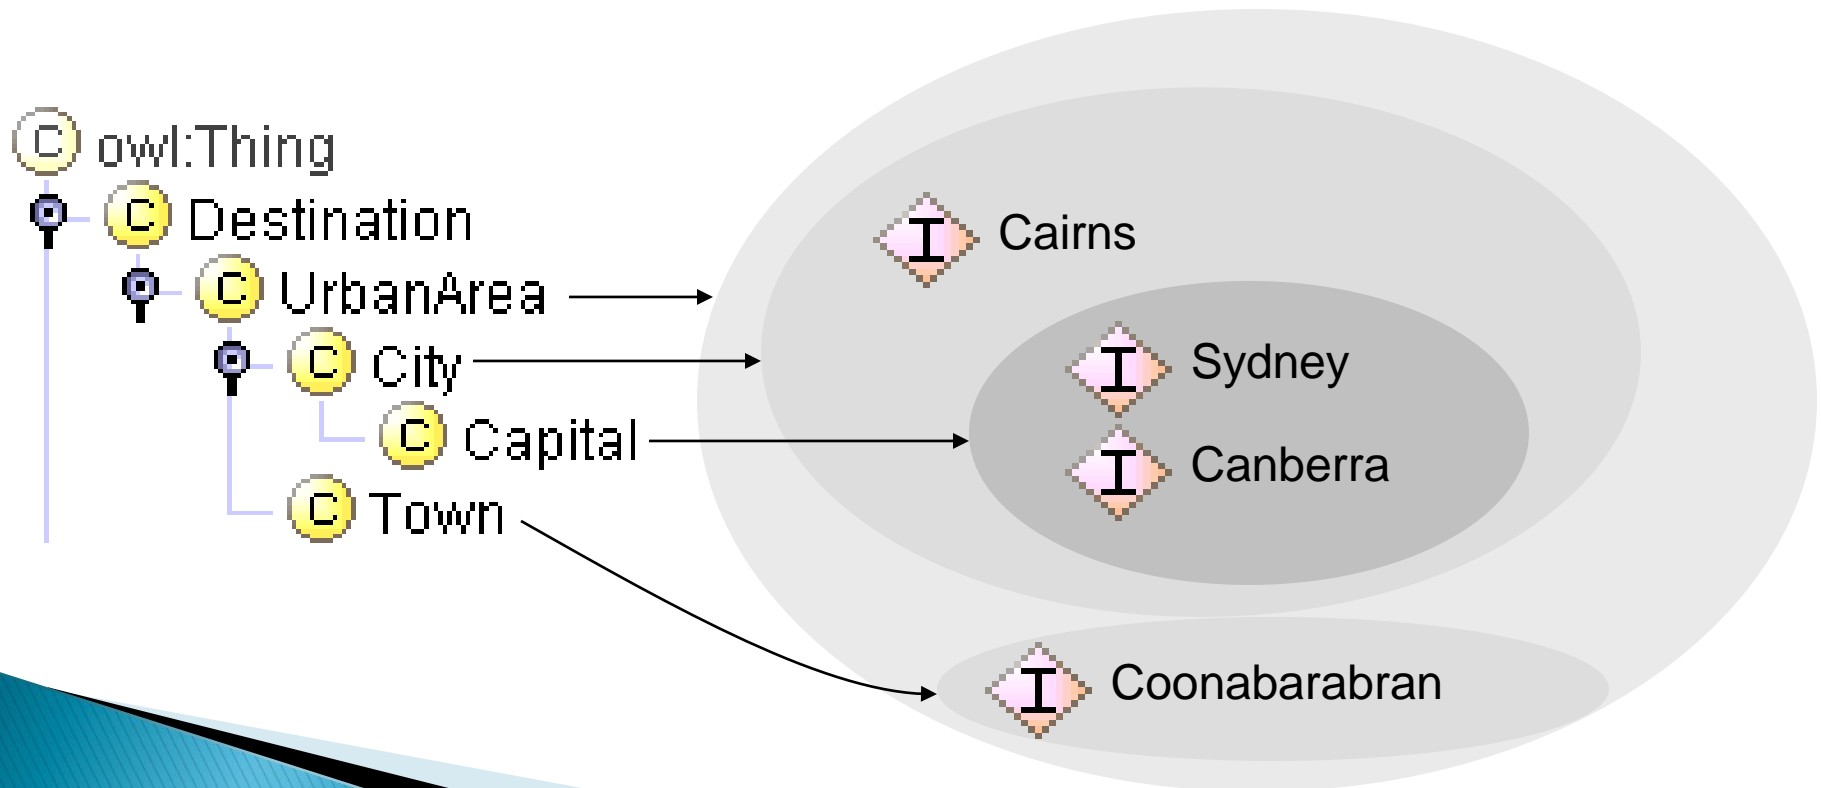 C owl:Thing
C Destination
C UrbanArea
C City
C Capital
C Town
I Cairns
I Sydney
I Canberra
I Coonabarabran